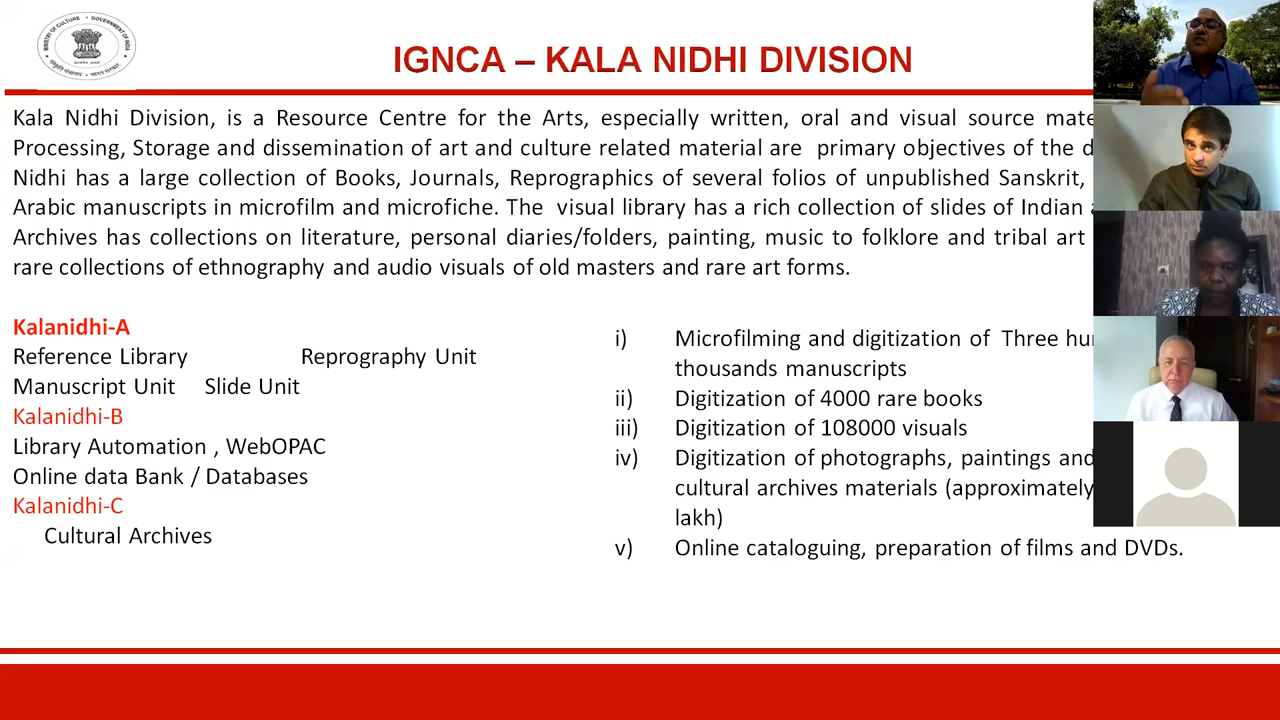 MINISTRY OF CULTURE • GOVERNMENT OF INDIA
IGNCA – KALA NIDHI DIVISION
Kala Nidhi Division, is a Resource Centre for the Arts, especially written, oral and visual source
Processing, Storage and dissemination of art and culture related material are primary objectives of the
Nidhi has a large collection of Books, Journals, Reprographics of several folios of unpublished Sanskrit,
Arabic manuscripts in microfilm and microfiche. The visual library has a rich collection of slides of Indian
Archives has collections on literature, personal diaries/folders, painting, music to folklore and tribal art
rare collections of ethnography and audio visuals of old masters and rare art forms.
Kalanidhi-A
Reference Library Reprography Unit
Manuscript Unit Slide Unit
Kalanidhi-B
Library Automation , WebOPAC
Online data Bank / Databases
Kalanidhi-C
Cultural Archives
i) Microfilming and digitization of Three
thousands manuscripts
ii) Digitization of 4000 rare books
iii) Digitization of 108000 visuals
iv) Digitization of photographs, paintings and
cultural archives materials (approximately
lakh)
v) Online cataloguing, preparation of films and DVDs.